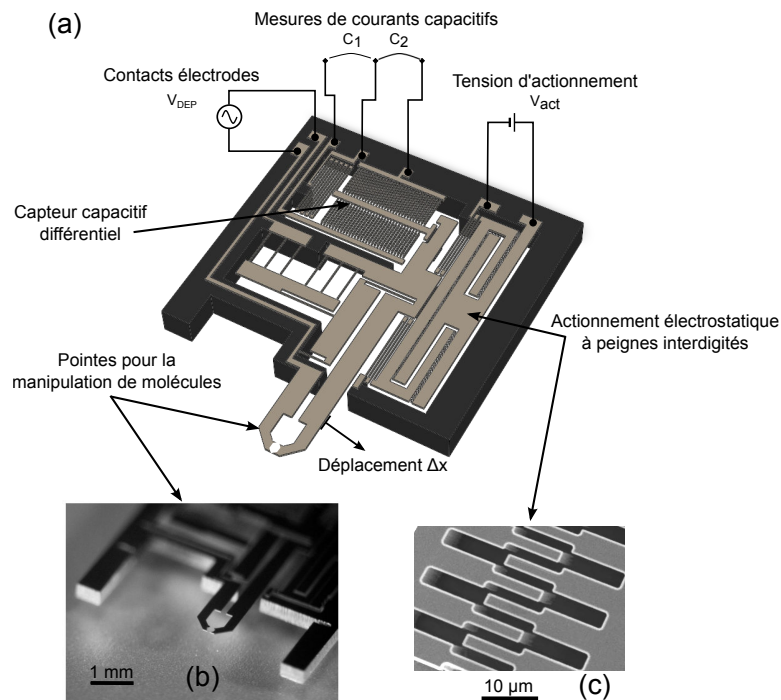 (a)
Mesures de courants capacitifs
C1
C2
Contacts électrodes
VDEP
Tension d'actionnement
Vact
Capteur capacitif
différentiel
Actionnement électrostatique
à peignes interdigités
Pointes pour la
manipulation de molécules
Déplacement Δx
1 mm
(b)
10 µm
(c)